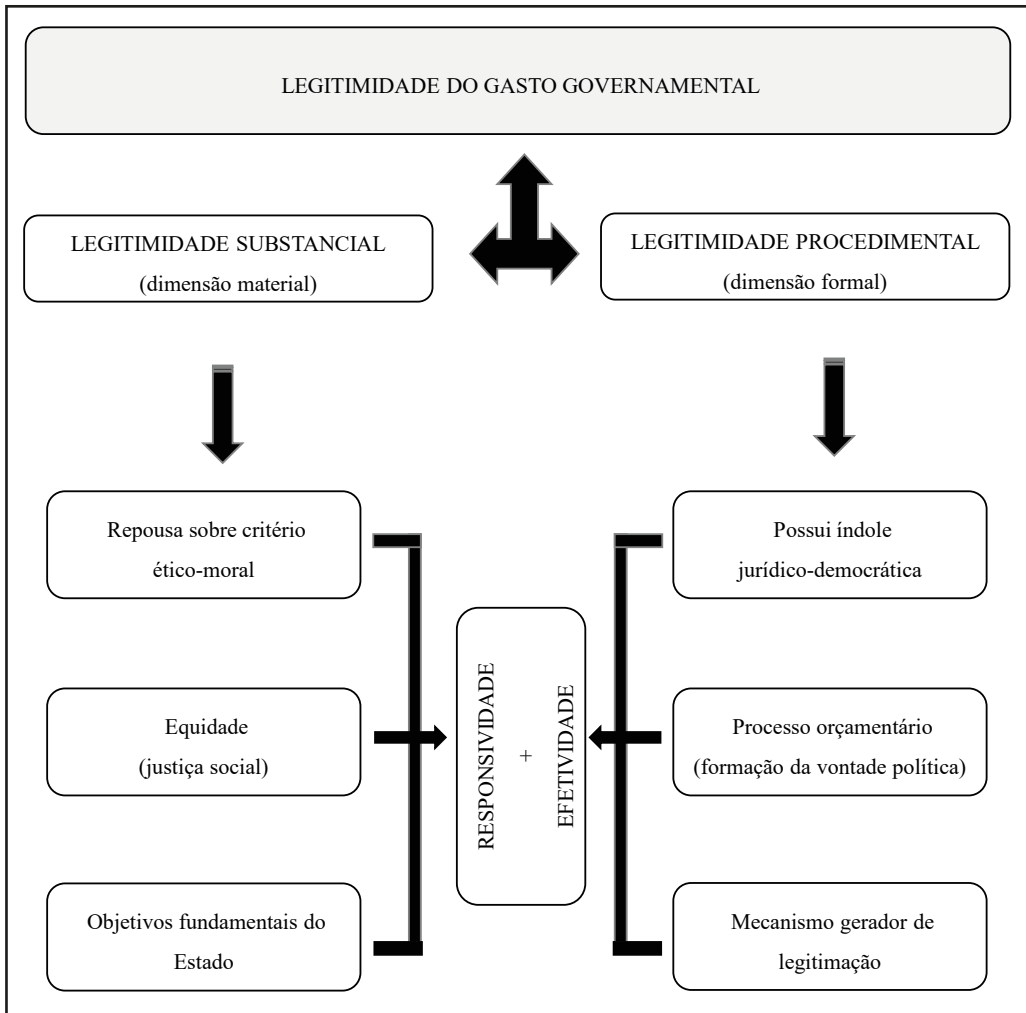 LEGITIMIDADE DO GASTO GOVERNAMENTAL
LEGITIMIDADE SUBSTANCIAL
(dimensão material)
LEGITIMIDADE PROCEDIMENTAL
(dimensão formal)
Repousa sobre critério
ético-moral
Possui índole
jurídico-democrática
Equidade
(justiça social)
RESPONSIVIDADE
+
EFETIVIDADE
Processo orçamentário
(formação da vontade política)
Objetivos fundamentais do
Estado
Mecanismo gerador de
legitimação